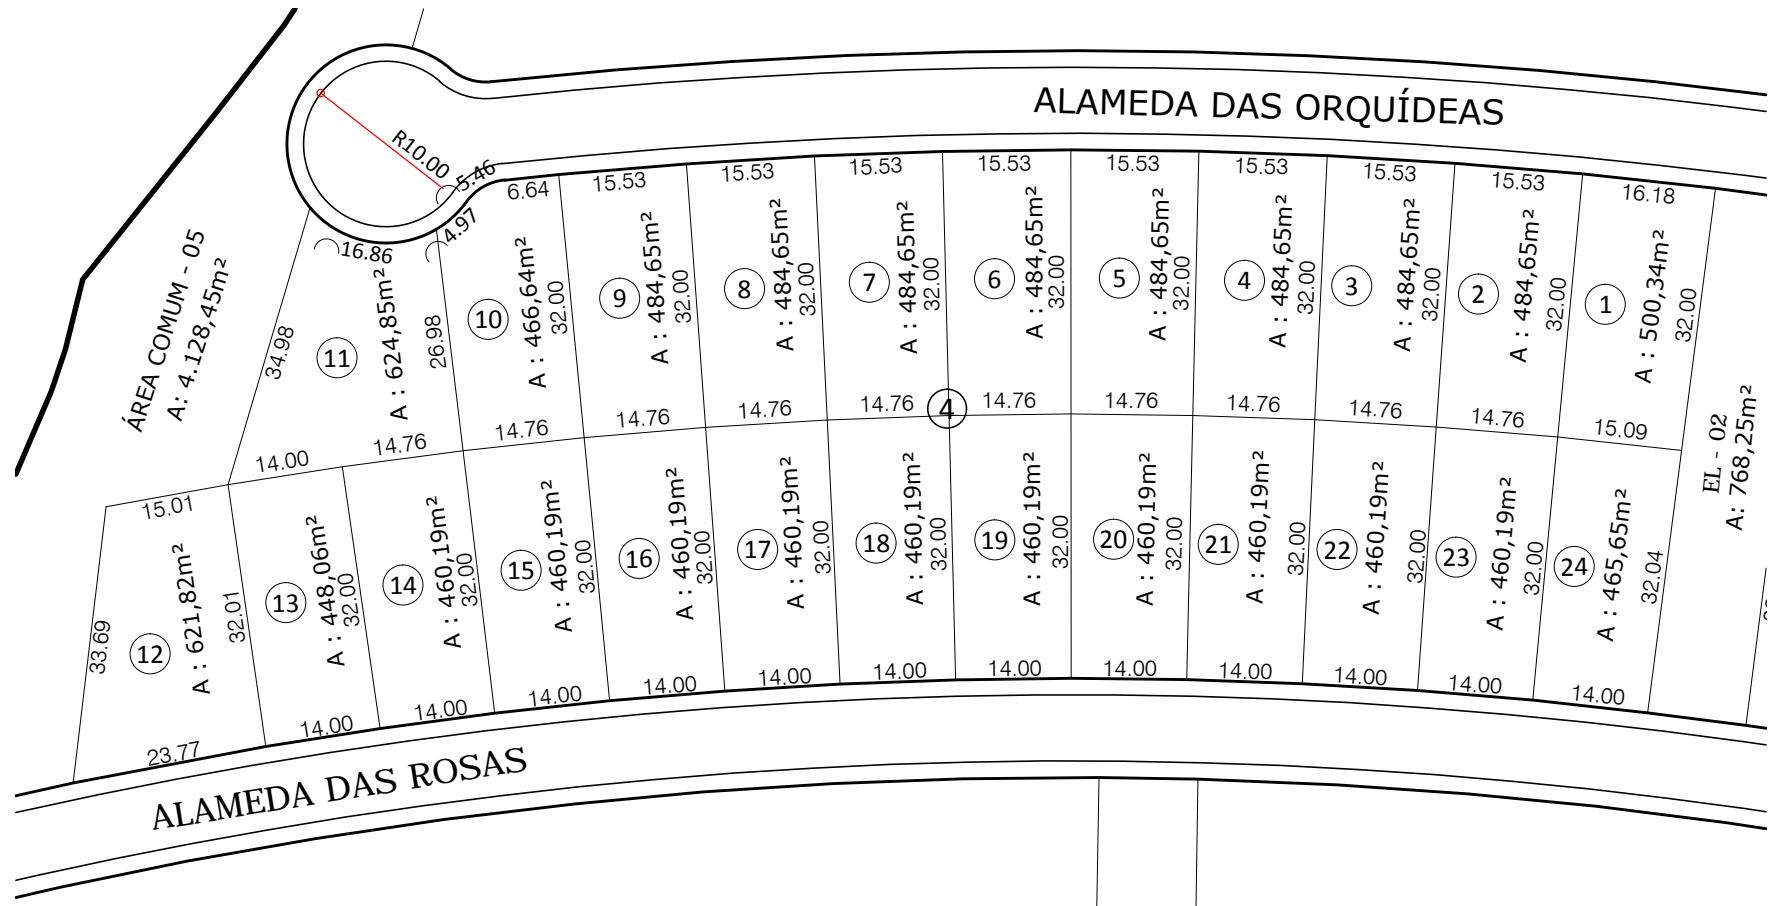 ALAMEDA DAS ORQUÍDEAS
R10.00
5.46
6.64
15.53
15.53
15.53
15.53
15.53
15.53
15.53
15.53
16.18
4.97
16.86
ÁREA COMUM - 05
A: 4.128,45m²
34.98
11
A : 624,85m²
26.98
10
A : 466,64m²
32.00
9
A : 484,65m²
32.00
8
A : 484,65m²
32.00
7
A : 484,65m²
32.00
6
A : 484,65m²
32.00
5
A : 484,65m²
32.00
4
A : 484,65m²
32.00
3
A : 484,65m²
32.00
2
A : 484,65m²
32.00
1
A : 500,34m²
32.00
EL - 02
A: 768,25m²
15.01
14.00
14.76
14.76
14.76
14.76
14.76
4
14.76
14.76
14.76
14.76
14.76
15.09
33.69
12
A : 621,82m²
32.01
13
A : 448,06m²
32.00
14
A : 460,19m²
32.00
15
A : 460,19m²
32.00
16
A : 460,19m²
32.00
17
A : 460,19m²
32.00
18
A : 460,19m²
32.00
19
A : 460,19m²
32.00
20
A : 460,19m²
32.00
21
A : 460,19m²
32.00
22
A : 460,19m²
32.00
23
A : 460,19m²
32.00
24
A : 465,65m²
32.04
23.77
14.00
14.00
14.00
14.00
14.00
14.00
14.00
14.00
14.00
14.00
14.00
14.00
ALAMEDA DAS ROSAS